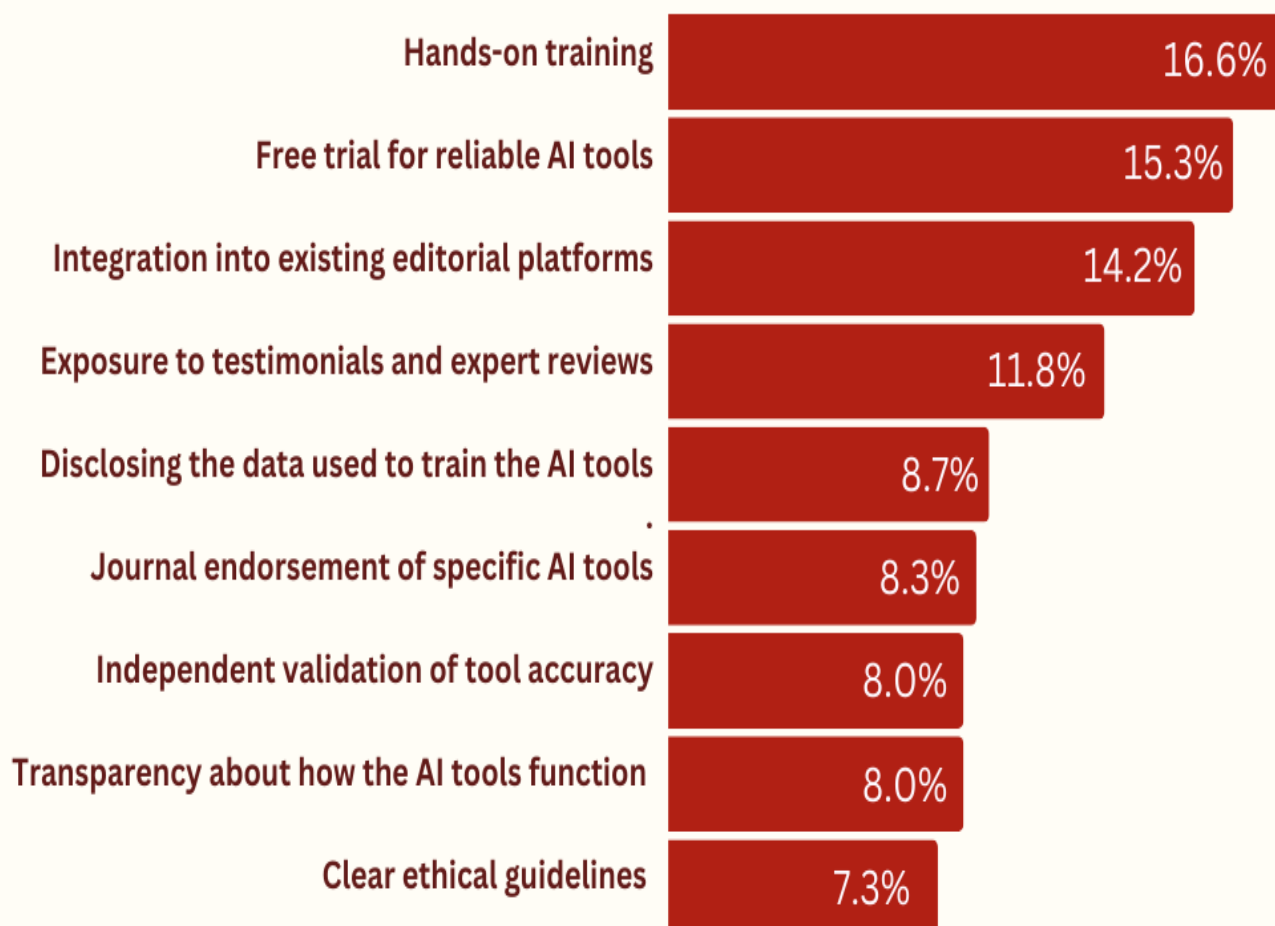 Hands-on training 16.6%
Free trial for reliable AI tools 15.3%
Integration into existing editorial platforms 14.2%
Exposure to testimonials and expert reviews 11.8%
Disclosing the data used to train the AI tools 8.7%
.
Journal endorsement of specific AI tools 8.3%
Independent validation of tool accuracy 8.0%
Transparency about how the AI tools function 8.0%
Clear ethical guidelines 7.3%